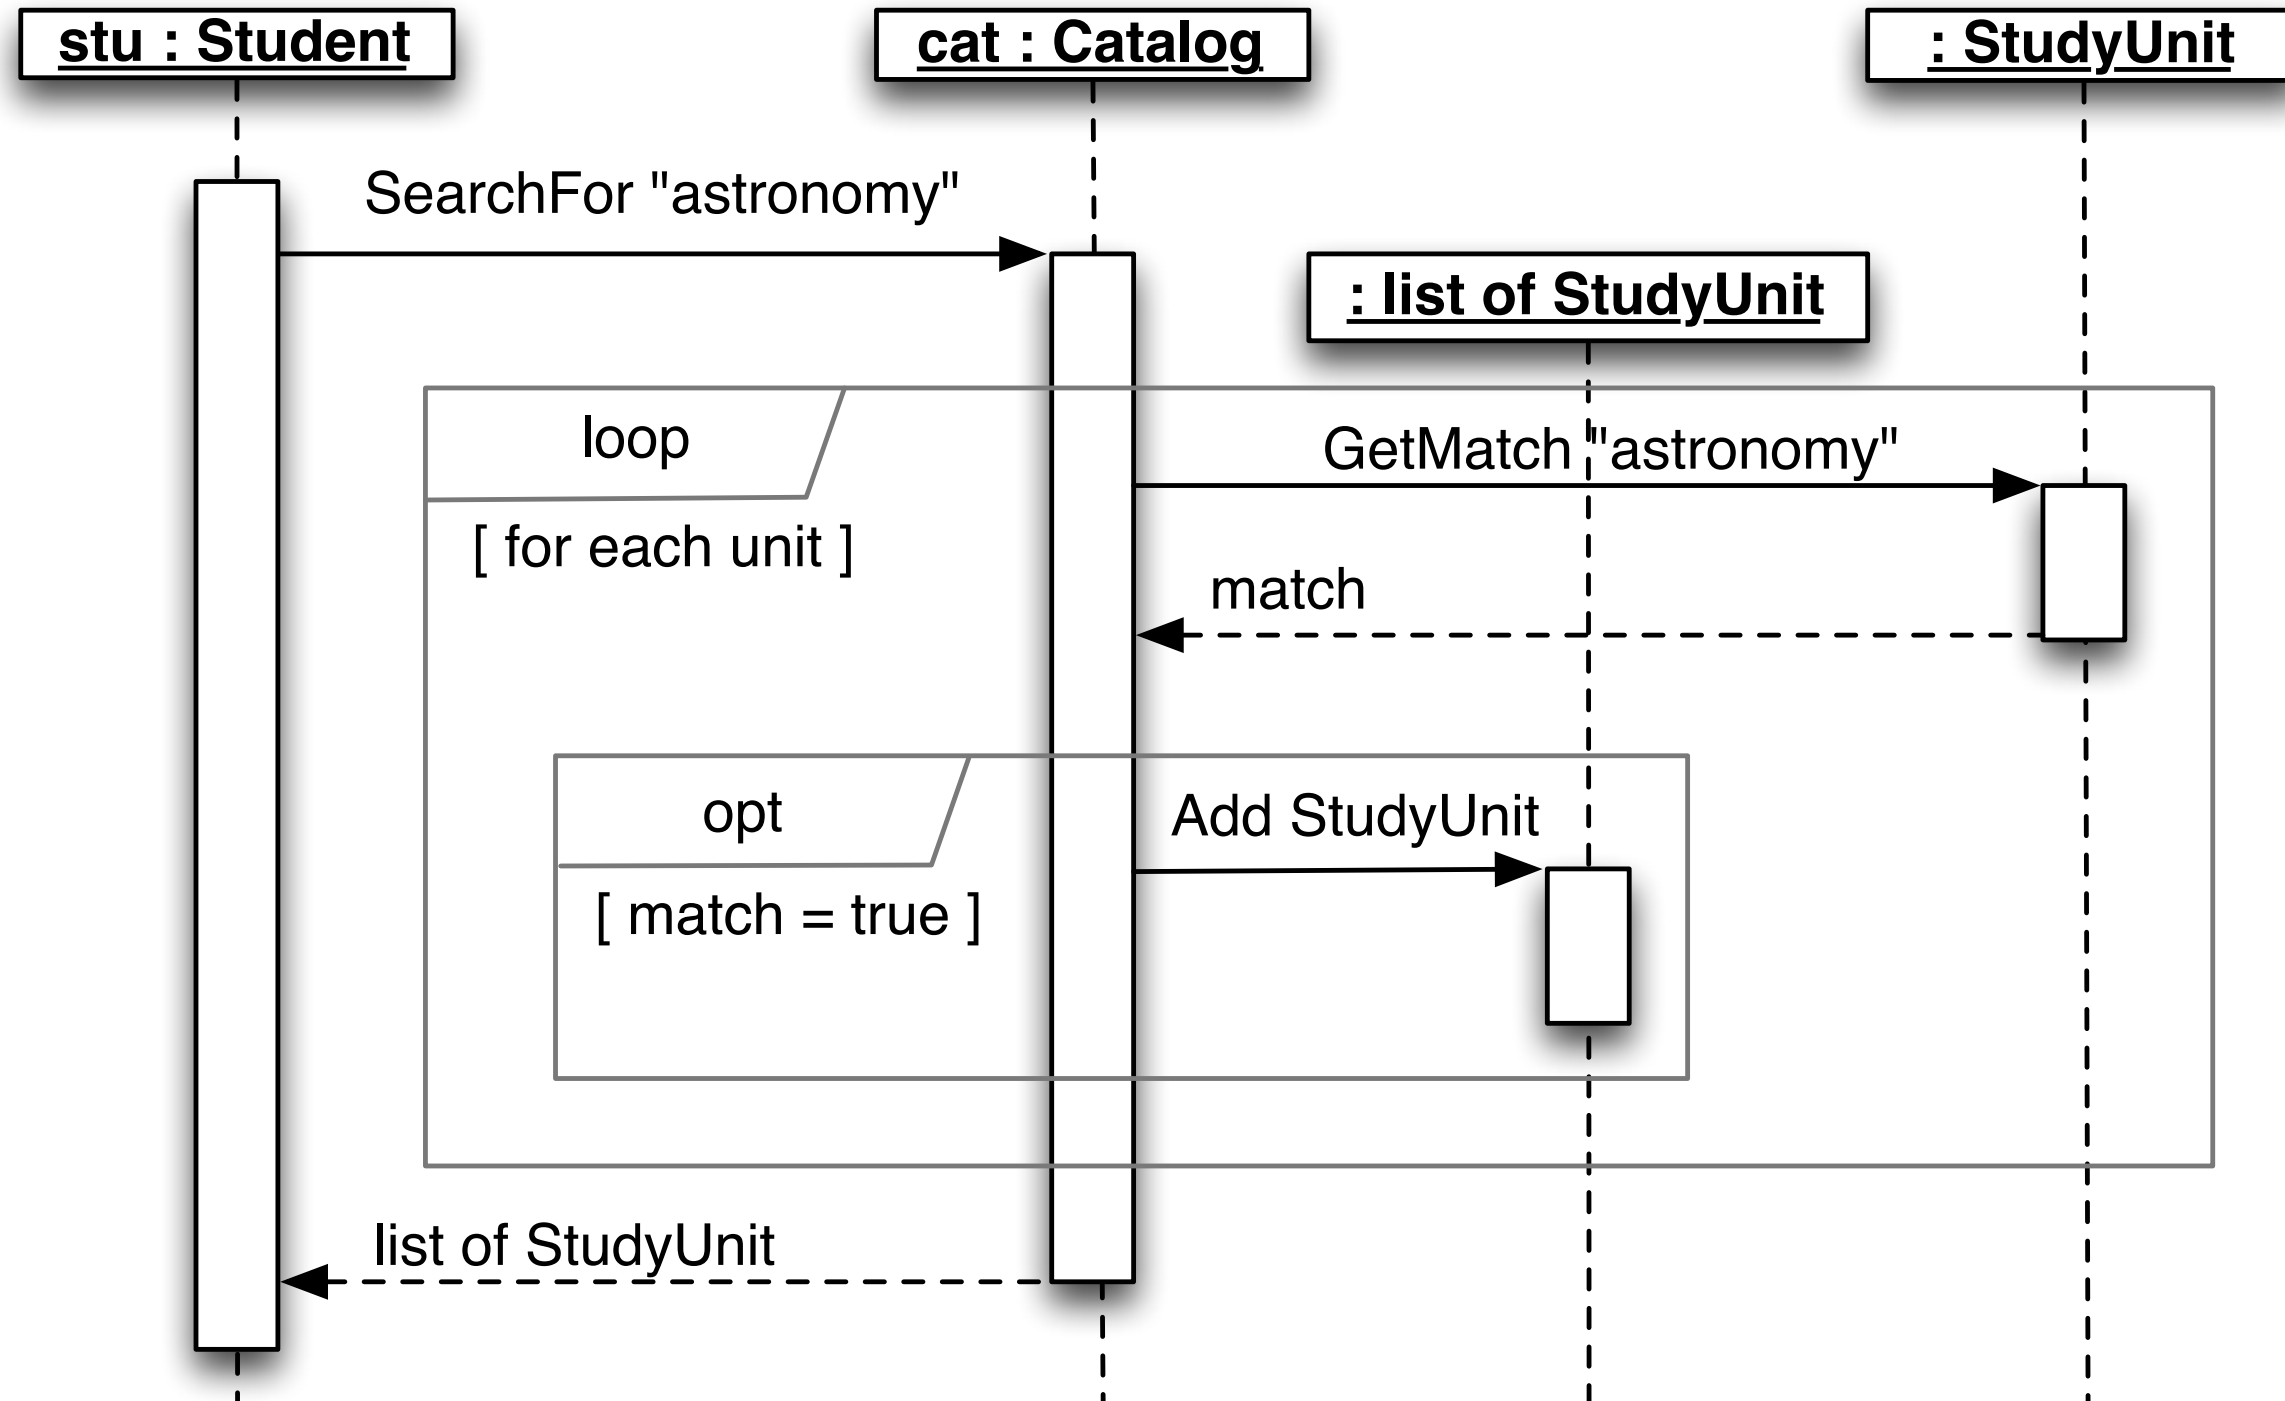 stu : Student
cat : Catalog
: StudyUnit
SearchFor "astronomy"
: list of StudyUnit
loop
GetMatch "astronomy"
[ for each unit ]
match
opt
Add StudyUnit
[ match = true ]
list of StudyUnit